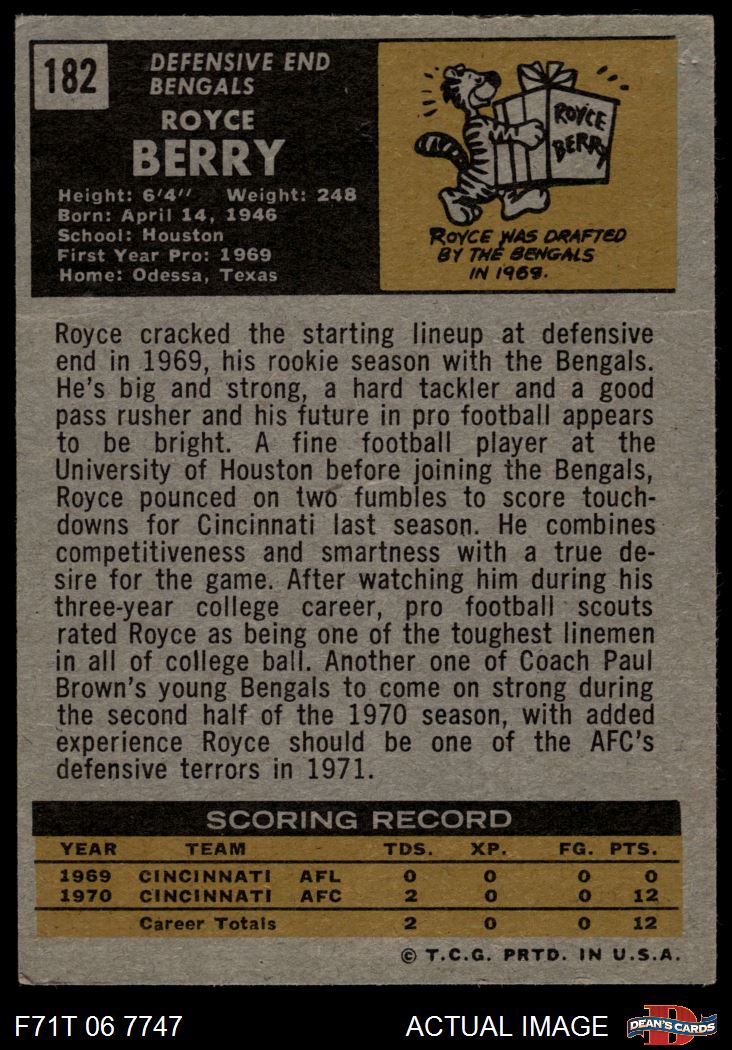 182
DEFENSIVE END
BENGALS
ROYCE
BERRY
Height: 6'4" Weight: 248
Born: April 14, 1946
School: Houston
First Year Pro: 1969
Home: Odessa, Texas
ROYCE
BERRY
ROYCE WAS DRAFTED
BY THE BENGALS
IN 1969.
Royce cracked the starting lineup at defensive
end in 1969, his rookie season with the Bengals.
He's big and strong, a hard tackler and a good
pass rusher and his future in pro football appears
to be bright. A fine football player at the
University of Houston before joining the Bengals,
Royce pounced on two fumbles to score touch-
downs for Cincinnati last season. He combines
competitiveness and smartness with a true de-
sire for the game. After watching him during his
three-year college career, pro football scouts
rated Royce as being one of the toughest linemen
in all of college ball. Another one of Coach Paul
Brown's young Bengals to come on strong during
the second half of the 1970 season, with added
experience Royce should be one of the AFC's
defensive terrors in 1971.
SCORING RECORD
YEAR TEAM TDS. XP. FG. PTS.
1969 CINCINNATI AFL 0 0 0 0
1970 CINCINNATI AFC 2 0 0 12
Career Totals 2 0 0 12
© T.C.G. PRTD. IN U.S.A.
F71T 06 7747 ACTUAL IMAGE D DEAN'S CARDS